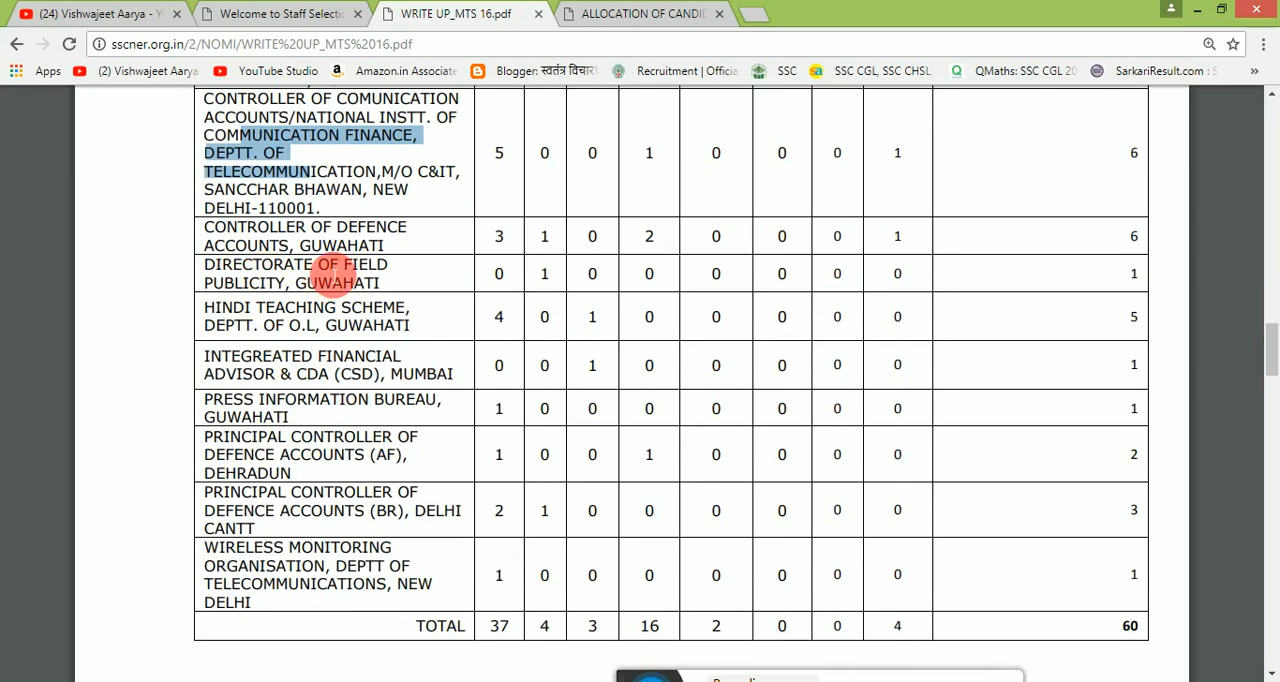 (24) Vishwajeet Aarya - Y
Welcome to Staff Selecti
WRITE UP_MTS 16.pdf
ALLOCATION OF CANDID
sscner.org.in/2/NOMI/WRITE%20UP_MTS%2016.pdf
Apps
(2) Vishwajeet Aarya
YouTube Studio
Amazon.in Associate
Blogger: स्वतंत्र विचार
Recruitment | Officia
SSC
SSC CGL, SSC CHSL,
QMaths: SSC CGL 20
SarkariResult.com :
»
CONTROLLER OF COMUNICATION
ACCOUNTS/NATIONAL INSTT. OF
COMMUNICATION FINANCE,
DEPTT. OF
TELECOMMUNICATION,M/O C&IT,
SANCCHAR BHAWAN, NEW
DELHI-110001.
5 0 0 1 0 0 0 1 6
CONTROLLER OF DEFENCE
ACCOUNTS, GUWAHATI
3 1 0 2 0 0 0 1 6
DIRECTORATE OF FIELD
PUBLICITY, GUWAHATI
0 1 0 0 0 0 0 0 1
HINDI TEACHING SCHEME,
DEPTT. OF O.L, GUWAHATI
4 0 1 0 0 0 0 0 5
INTEGREATED FINANCIAL
ADVISOR & CDA (CSD), MUMBAI
0 0 1 0 0 0 0 0 1
PRESS INFORMATION BUREAU,
GUWAHATI
1 0 0 0 0 0 0 0 1
PRINCIPAL CONTROLLER OF
DEFENCE ACCOUNTS (AF),
DEHRADUN
1 0 0 1 0 0 0 0 2
PRINCIPAL CONTROLLER OF
DEFENCE ACCOUNTS (BR), DELHI
CANTT
2 1 0 0 0 0 0 0 3
WIRELESS MONITORING
ORGANISATION, DEPTT OF
TELECOMMUNICATIONS, NEW
DELHI
1 0 0 0 0 0 0 0 1
TOTAL 37 4 3 16 2 0 0 4 60